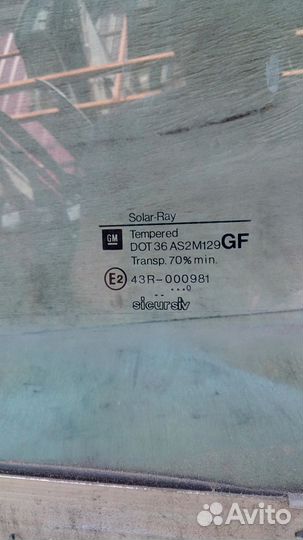 Solar-Ray
GM Tempered
DOT 36 AS2M129 GF
Transp. 70% min.
E2 43R-000981
sicursiv
Avito